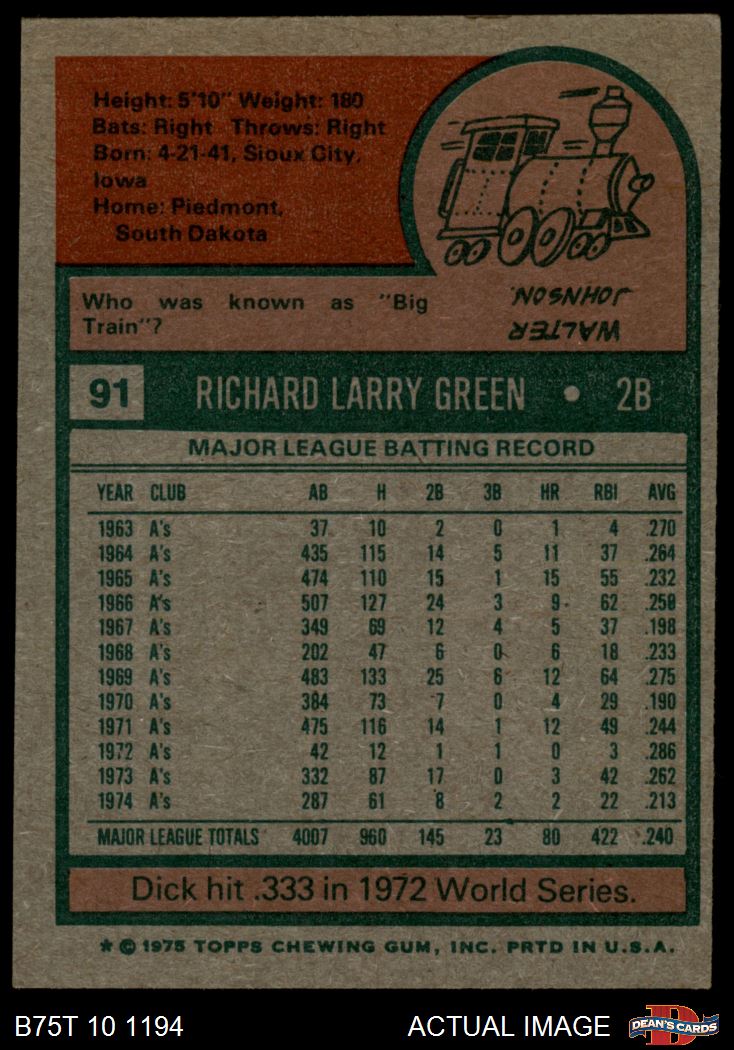 Height: 5'10" Weight: 180
Bats: Right Throws: Right
Born: 4-21-41, Sioux City,
Iowa
Home: Piedmont,
South Dakota
Who was known as "Big
Train"?
WALTER
JOHNSON.
91 RICHARD LARRY GREEN • 2B
MAJOR LEAGUE BATTING RECORD
YEAR CLUB AB H 2B 3B HR RBI AVG
1963 A's 37 10 2 0 1 4 .270
1964 A's 435 115 14 5 11 37 .264
1965 A's 474 110 15 1 15 55 .232
1966 A's 507 127 24 3 9 62 .250
1967 A's 349 69 12 4 5 37 .198
1968 A's 202 47 6 0 6 18 .233
1969 A's 483 133 25 6 12 64 .275
1970 A's 384 73 7 0 4 29 .190
1971 A's 475 116 14 1 12 49 .244
1972 A's 42 12 1 1 0 3 .286
1973 A's 332 87 17 0 3 42 .262
1974 A's 287 61 8 2 2 22 .213
MAJOR LEAGUE TOTALS 4007 960 145 23 80 422 .240
Dick hit .333 in 1972 World Series.
* © 1975 TOPPS CHEWING GUM, INC. PRTD IN U.S.A.
B75T 10 1194 ACTUAL IMAGE DEAN'S CARDS